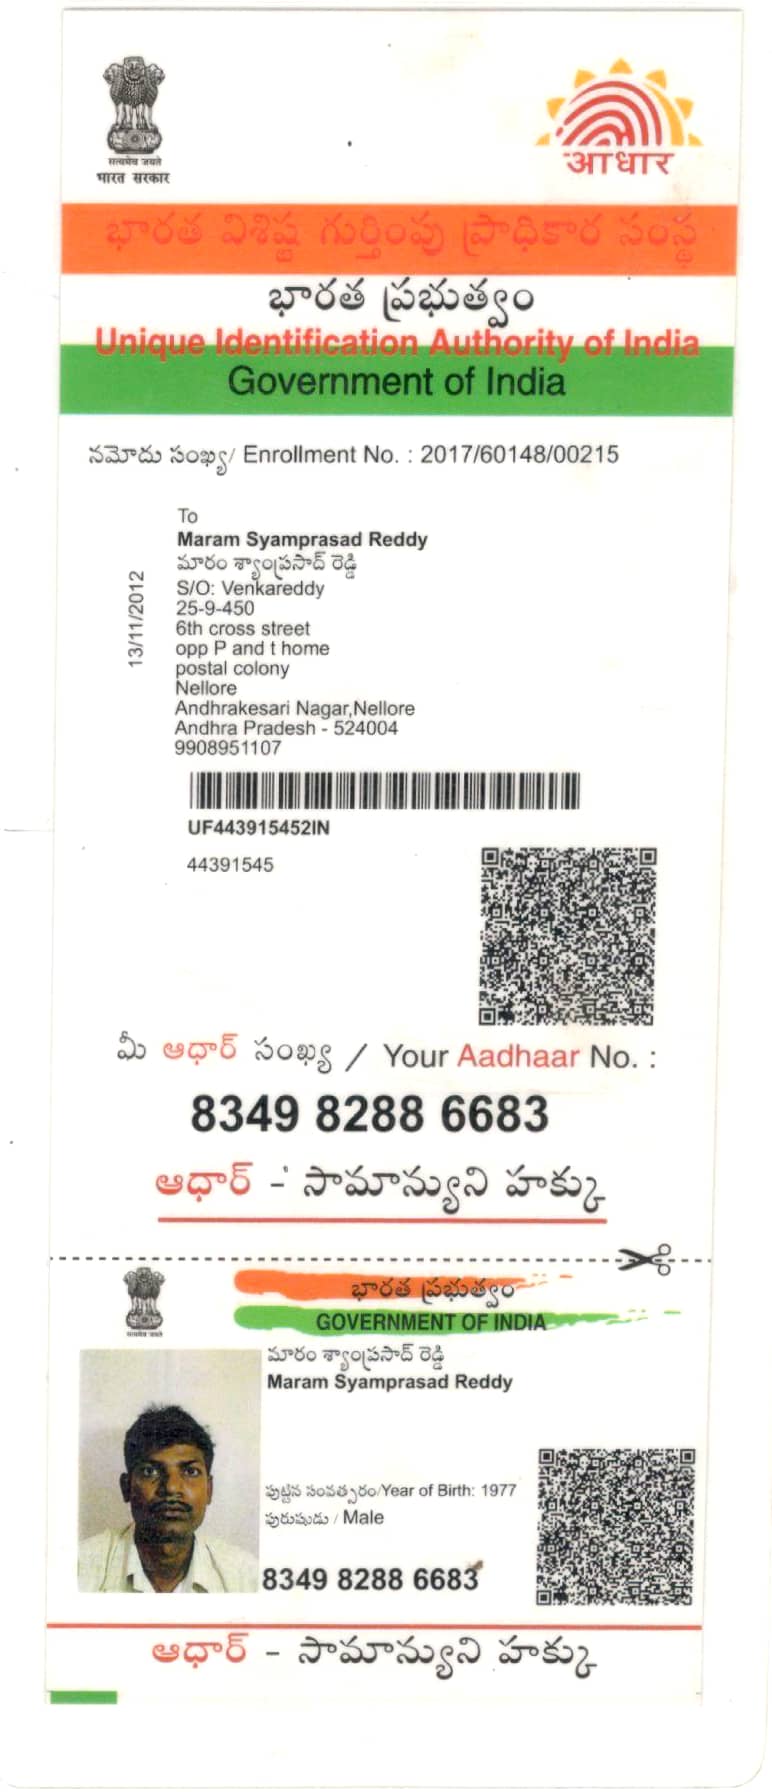 सत्यमेव जयते
भारत सरकार
आधार
భారత విశిష్ట గుర్తింపు ప్రాధికార సంస్థ
భారత ప్రభుత్వం
Unique Identification Authority of India
Government of India
నమోదు సంఖ్య/ Enrollment No. : 2017/60148/00215
13/11/2012
To
Maram Syamprasad Reddy
మారం శ్యాంప్రసాద్ రెడ్డి
S/O: Venkareddy
25-9-450
6th cross street
opp P and t home
postal colony
Nellore
Andhrakesari Nagar,Nellore
Andhra Pradesh - 524004
9908951107
UF443915452IN
44391545
మీ ఆధార్ సంఖ్య / Your Aadhaar No. :
8349 8288 6683
ఆధార్ - సామాన్యుని హక్కు
सत्यमेव जयते
భారత ప్రభుత్వం
GOVERNMENT OF INDIA
మారం శ్యాంప్రసాద్ రెడ్డి
Maram Syamprasad Reddy
పుట్టిన సంవత్సరం/Year of Birth: 1977
పురుషుడు / Male
8349 8288 6683
ఆధార్ - సామాన్యుని హక్కు